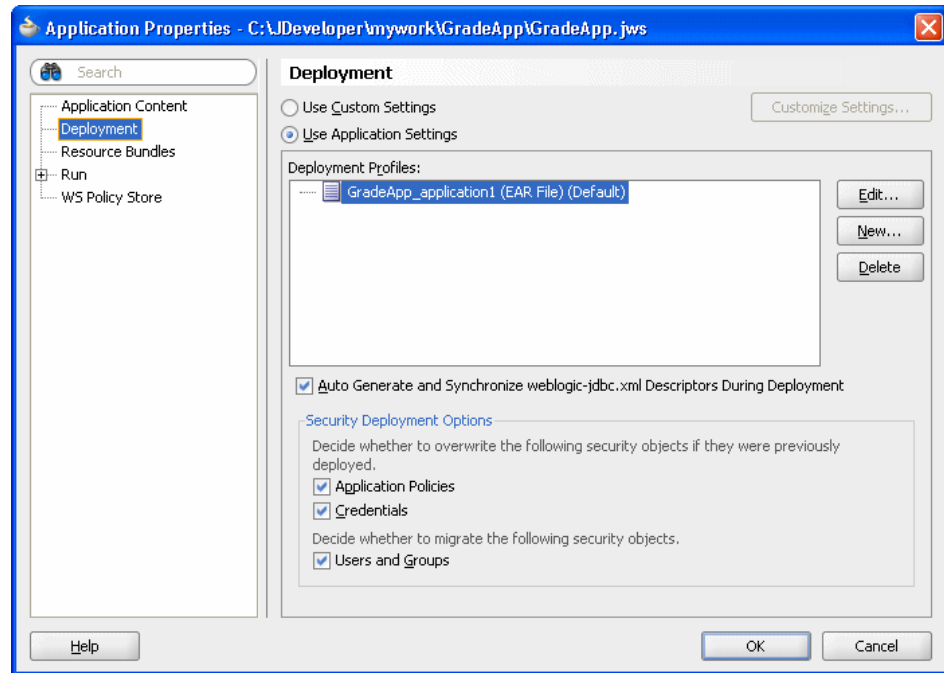 Application Properties - C:\JDeveloper\mywork\GradeApp\GradeApp.jws
Search
Application Content
Deployment
Resource Bundles
Run
WS Policy Store
Deployment
Use Custom Settings
Customize Settings...
Use Application Settings
Deployment Profiles:
GradeApp_application1 (EAR File) (Default)
Edit...
New...
Delete
Auto Generate and Synchronize weblogic-jdbc.xml Descriptors During Deployment
Security Deployment Options
Decide whether to overwrite the following security objects if they were previously
deployed.
Application Policies
Credentials
Decide whether to migrate the following security objects.
Users and Groups
Help
OK
Cancel